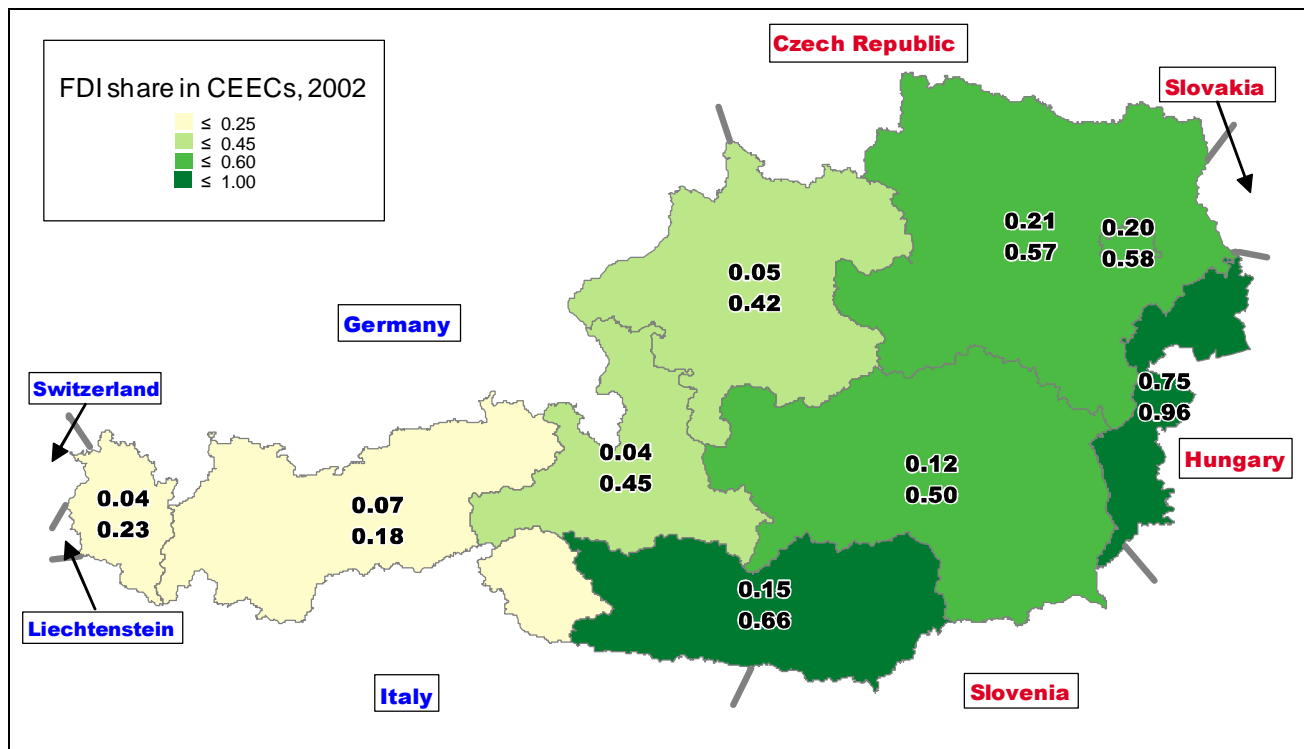 Czech Republic
Slovakia
FDI share in CEECs, 2002
≤ 0.25
≤ 0.45
≤ 0.60
≤ 1.00
0.21
0.57
0.20
0.58
0.05
0.42
Germany
Switzerland
0.75
0.96
Hungary
0.04
0.45
0.12
0.50
0.04
0.23
0.07
0.18
0.15
0.66
Liechtenstein
Italy
Slovenia